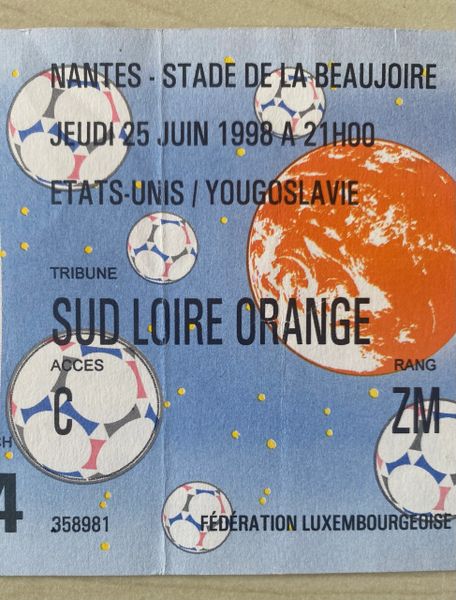 NANTES - STADE DE LA BEAUJOIRE
JEUDI 25 JUIN 1998 A 21H00
ETATS-UNIS / YOUGOSLAVIE
TRIBUNE
SUD LOIRE ORANGE
ACCES
RANG
C
ZM
CH
4
358981
FÉDÉRATION LUXEMBOURGEOISE